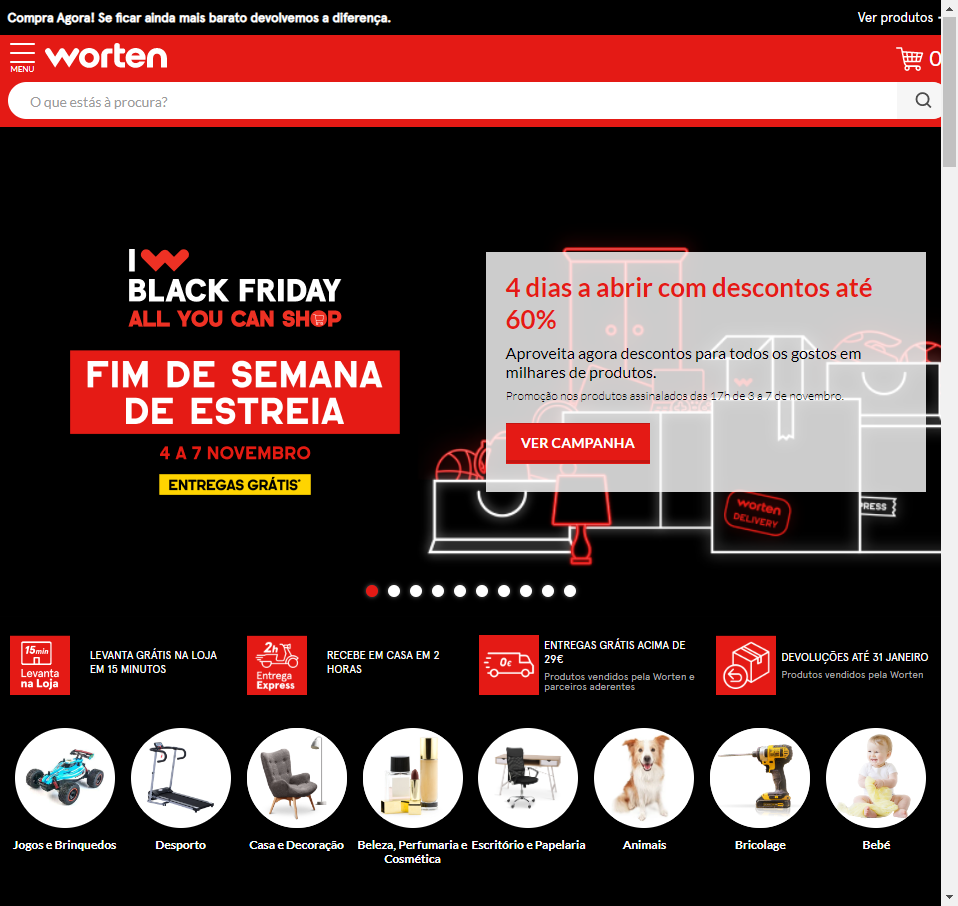 Compra Agora! Se ficar ainda mais barato devolvemos a diferença.
Ver produtos
MENU
worten
0
O que estás à procura?
I
BLACK FRIDAY
ALL YOU CAN SHOP
FIM DE SEMANA
DE ESTREIA
4 A 7 NOVEMBRO
ENTREGAS GRÁTIS*
4 dias a abrir com descontos até
60%
Aproveita agora descontos para todos os gostos em
milhares de produtos.
Promoção nos produtos assinalados das 17h de 3 a 7 de novembro.
VER CAMPANHA
worten
DELIVERY
PRESS
15min
Levanta
na Loja
LEVANTA GRÁTIS NA LOJA
EM 15 MINUTOS
2h
Entrega
Express
RECEBE EM CASA EM 2
HORAS
0€
ENTREGAS GRÁTIS ACIMA DE
29€
Produtos vendidos pela Worten e
parceiros aderentes
DEVOLUÇÕES ATÉ 31 JANEIRO
Produtos vendidos pela Worten
Jogos e Brinquedos
Desporto
Casa e Decoração
Beleza, Perfumaria e
Cosmética
Escritório e Papelaria
Animais
Bricolage
Bebé